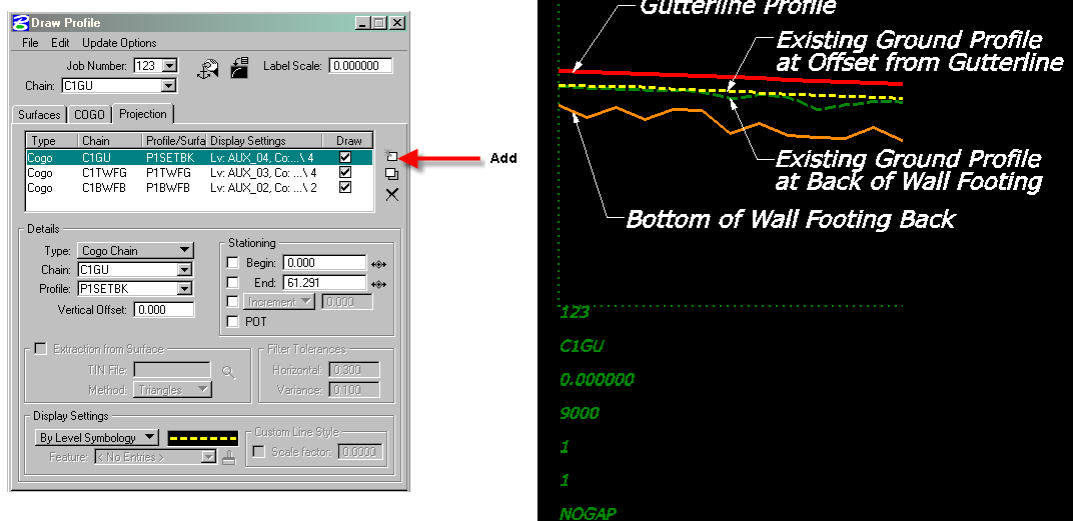 Draw Profile
File Edit Update Options
Job Number: 123
Label Scale: 0.000000
Chain: C1GU
Surfaces COGO Projection
Type Chain Profile/Surfa Display Settings Draw
Cogo C1GU P1SETBK Lv: AUX_04, Co:...\ 4
Cogo C1TWFG P1TWFG Lv: AUX_03, Co: ...\ 4
Cogo C1BWFB P1BWFB Lv: AUX_02, Co: ...\ 2
Add
Details
Type: Cogo Chain
Chain: C1GU
Profile: P1SETBK
Vertical Offset: 0.000
Stationing
Begin: 0.000
End: 61.291
Increment 0.000
POT
Extraction from Surface
TIN File:
Method: Triangles
Filter Tolerances
Horizontal: 0.300
Variance: 0.100
Display Settings
By Level Symbology
Feature: < No Entries >
Custom Line Style
Scale factor: 0.0000
Gutterline Profile
Existing Ground Profile
at Offset from Gutterline
Existing Ground Profile
at Back of Wall Footing
Bottom of Wall Footing Back
123
C1GU
0.000000
9000
1
1
NOGAP